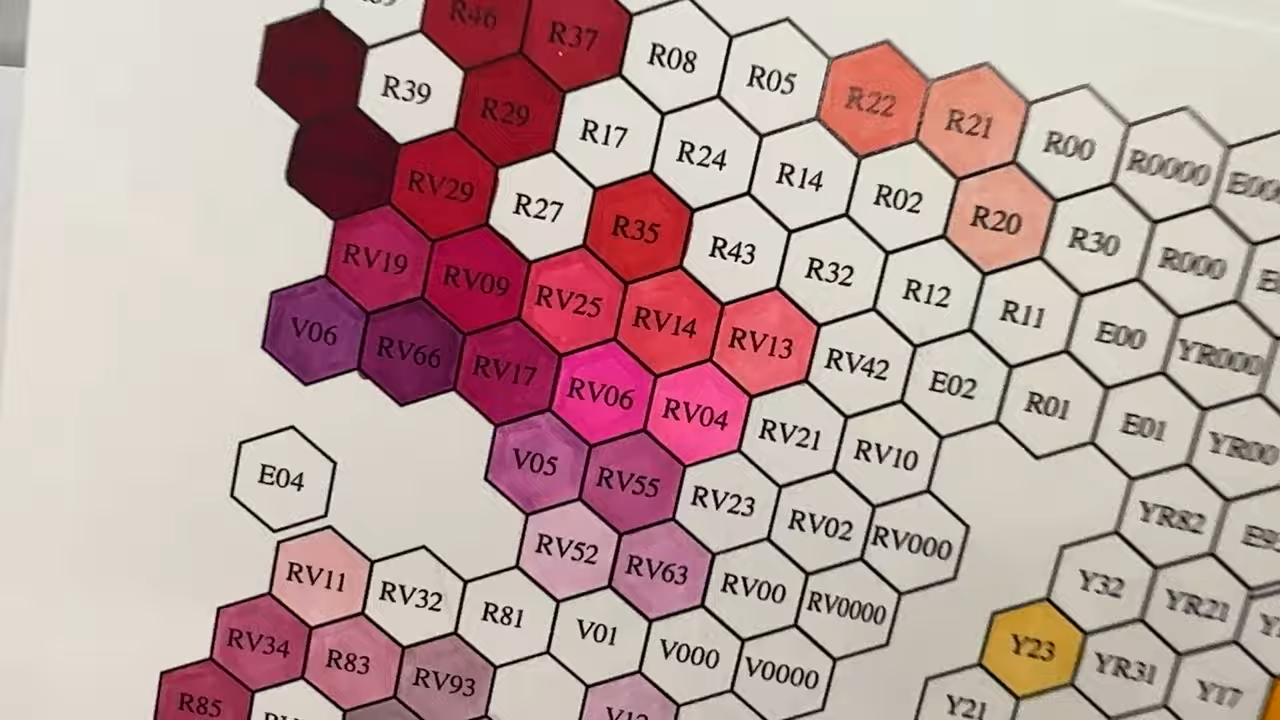 R46 R37 R08 R05 R22 R21 R00 R0000
R39 R29 R17 R24 R14 R02 R20 R30 R000
RV29 R27 R35 R43 R32 R12 R11 E00 YR000
RV19 RV09 RV25 RV14 RV13 RV42 E02 R01 E01 YR00
V06 RV66 RV17 RV06 RV04 RV21 RV10
V05 RV55 RV23 RV02 RV000
YR82
E04 RV52 RV63 RV00 RV0000
Y32 YR21
RV11 RV32 R81 V01 V000 V0000
Y23 YR31 Y17
RV34 R83 RV93
Y21
R85